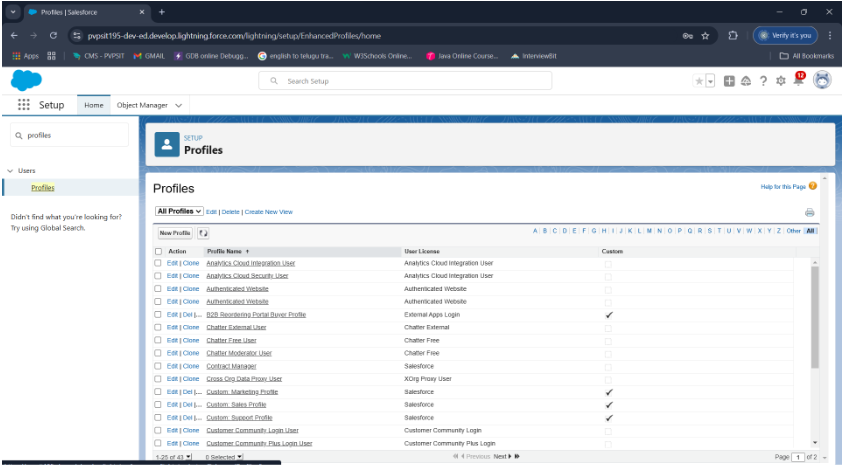 Profiles | Salesforce
pvpsit195-dev-ed.develop.lightning.force.com/lightning/setup/EnhancedProfiles/home
Verify it's you
Apps
CMS - PVPSIT
GMAIL
GDB online Debugg...
english to telugu tra...
W3Schools Online...
Java Online Course...
InterviewBit
All Bookmarks
Search Setup
12
Setup
Home
Object Manager
profiles
Users
Profiles
Didn't find what you're looking for?
Try using Global Search.
SETUP
Profiles
Profiles
Help for this Page
All Profiles Edit | Delete | Create New View
New Profile
A | B | C | D | E | F | G | H | I | J | K | L | M | N | O | P | Q | R | S | T | U | V | W | X | Y | Z | Other | All
Action Profile Name User License Custom
Edit | Clone Analytics Cloud Integration User Analytics Cloud Integration User
Edit | Clone Analytics Cloud Security User Analytics Cloud Integration User
Edit | Clone Authenticated Website Authenticated Website
Edit | Clone Authenticated Website Authenticated Website
Edit | Del |... B2B Reordering Portal Buyer Profile External Apps Login
Edit | Clone Chatter External User Chatter External
Edit | Clone Chatter Free User Chatter Free
Edit | Clone Chatter Moderator User Chatter Free
Edit | Clone Contract Manager Salesforce
Edit | Clone Cross Org Data Proxy User XOrg Proxy User
Edit | Del |... Custom: Marketing Profile Salesforce
Edit | Del |... Custom: Sales Profile Salesforce
Edit | Del |... Custom: Support Profile Salesforce
Edit | Clone Customer Community Login User Customer Community Login
Edit | Clone Customer Community Plus Login User Customer Community Plus Login
1-25 of 43 0 Selected Previous Next Page 1 of 2